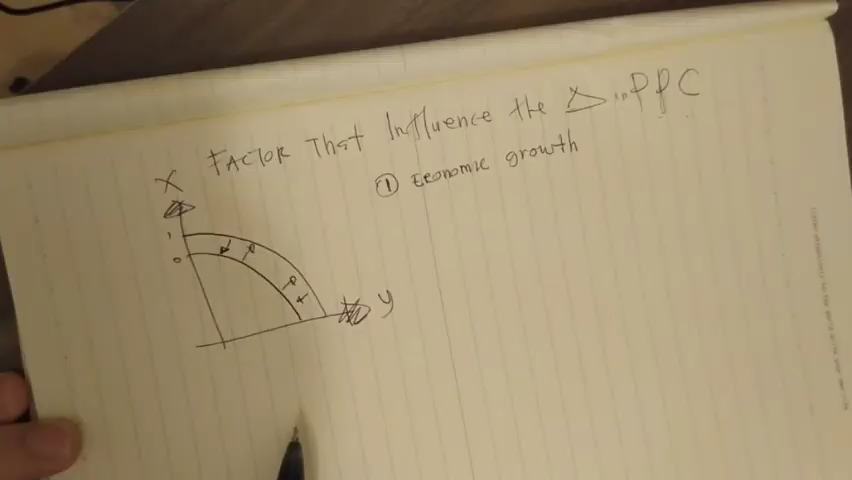 FACTOR THat Influence the Δ in PPC
① Economic growth
X
1
0
y